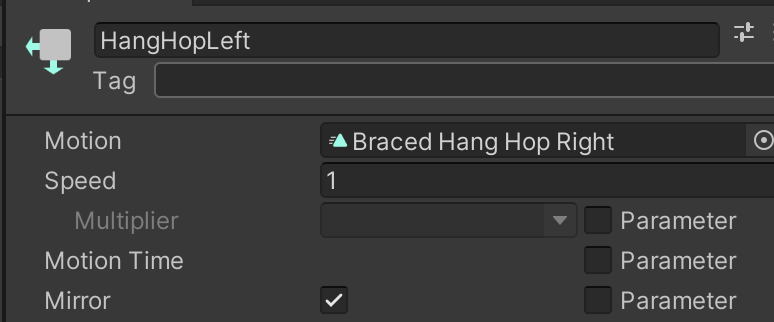 HangHopLeft
Tag
Motion Braced Hang Hop Right
Speed 1
Multiplier Parameter
Motion Time Parameter
Mirror Parameter